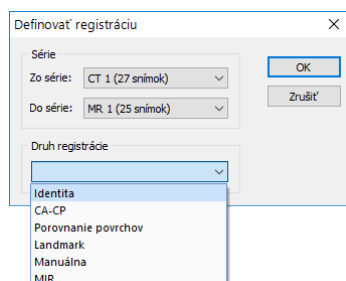 Definovať registráciu
Série
Zo série: CT 1 (27 snímok)
OK
Do série: MR 1 (25 snímok)
Zrušiť
Druh registrácie
Identita
CA-CP
Porovnanie povrchov
Landmark
Manuálna
MIR